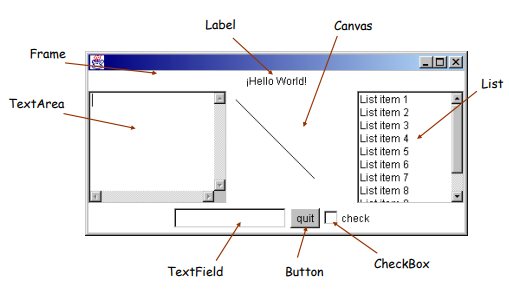 Label
Canvas
Frame
¡Hello World!
List
TextArea
List item 1
List item 2
List item 3
List item 4
List item 5
List item 6
List item 7
List item 8
quit
check
TextField
Button
CheckBox